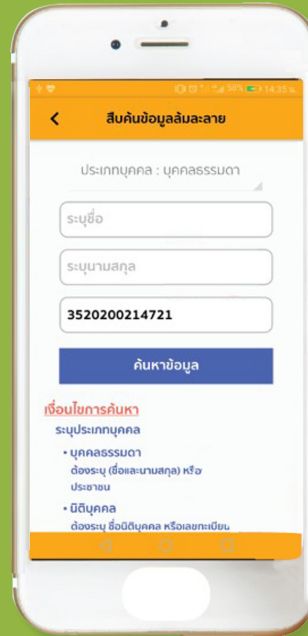 58% 14:35 น.
สืบค้นข้อมูลล้มละลาย
ประเภทบุคคล : บุคคลธรรมดา
ระบุชื่อ
ระบุนามสกุล
3520200214721
ค้นหาข้อมูล
เงื่อนไขการค้นหา
ระบุประเภทบุคคล
• บุคคลธรรมดา
ต้องระบุ (ชื่อและนามสกุล) หรือ
ประชาชน
• นิติบุคคล
ต้องระบุ ชื่อนิติบุคคล หรือเลขทะเบียน